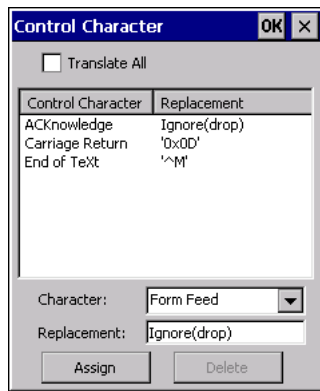 Control Character OK ×
Translate All
Control Character Replacement
ACKnowledge Ignore(drop)
Carriage Return '0x0D'
End of TeXt '^M'
Character: Form Feed
Replacement: Ignore(drop)
Assign Delete